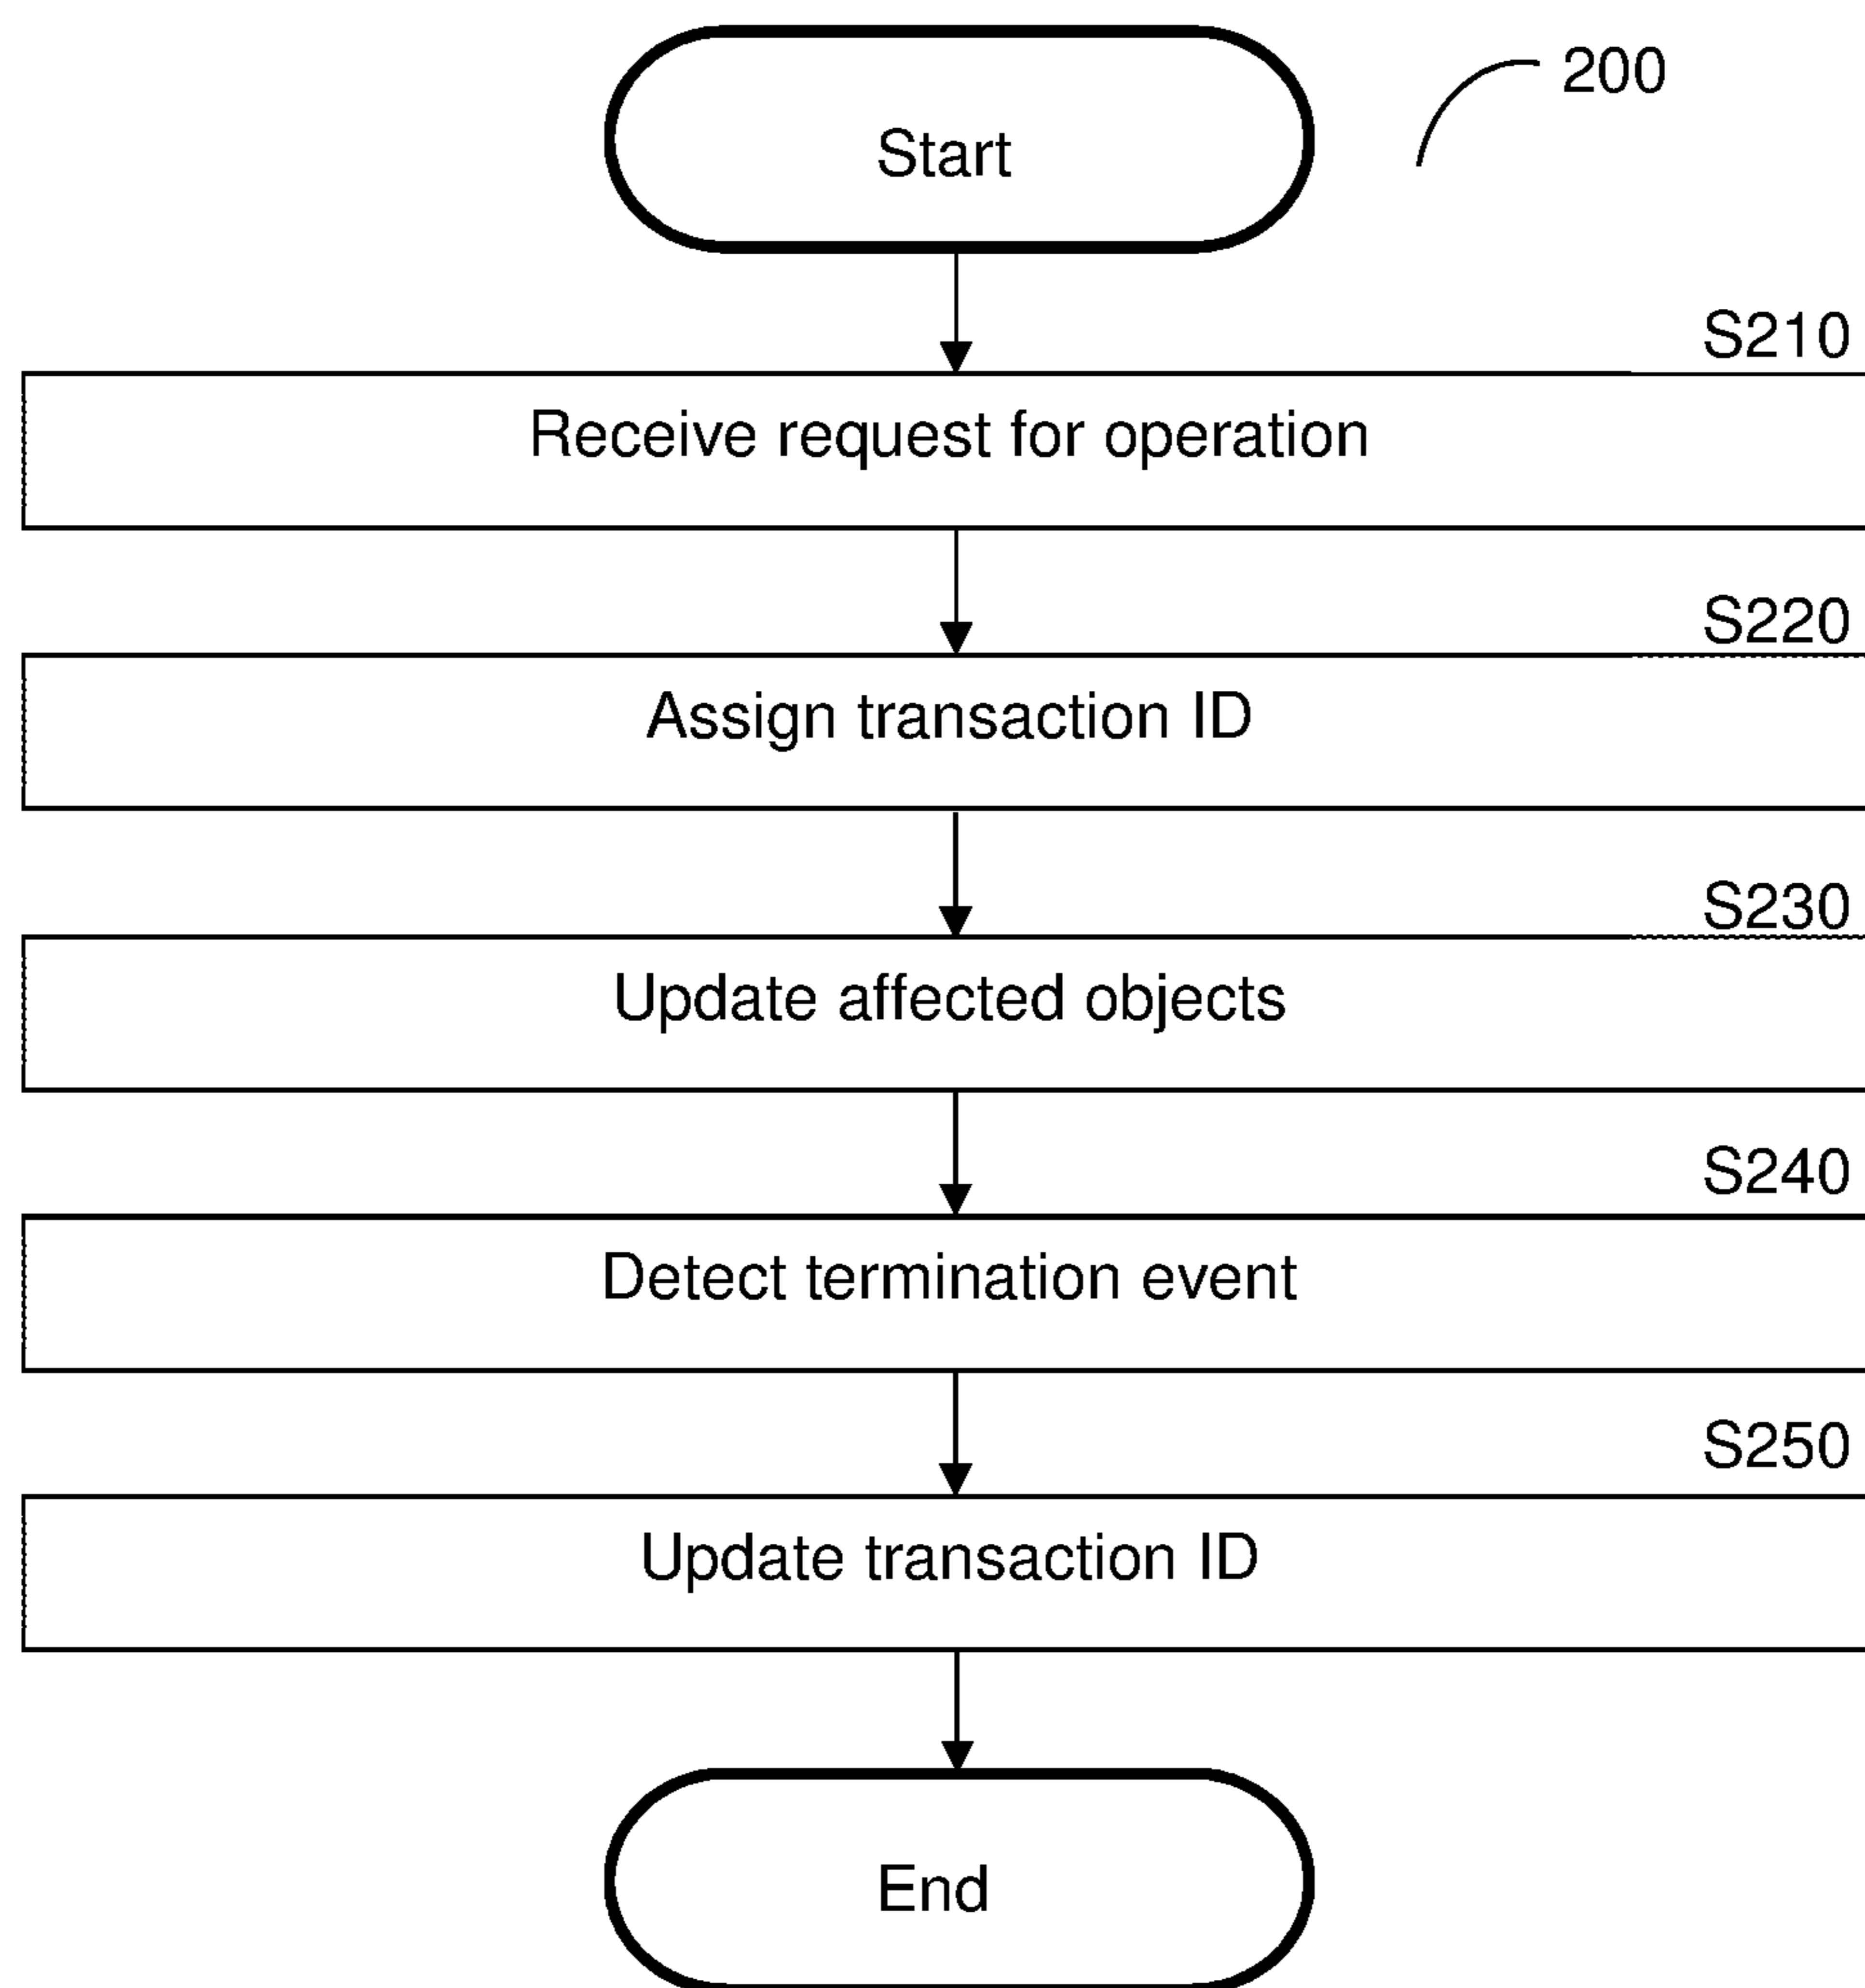 Start
200
S210
Receive request for operation
S220
Assign transaction ID
S230
Update affected objects
S240
Detect termination event
S250
Update transaction ID
End